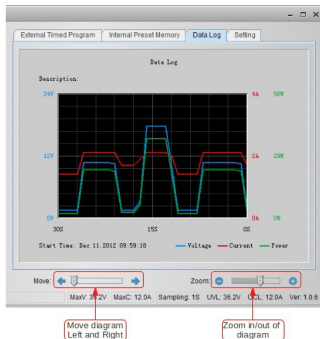 External Timed Program Internal Preset Memory Data Log Setting
Data Log
Description:
24V 4A 58W
12V 2A 29W
0V 0A 0W
30S 15S 0S
Start Time: Dec.11.2012 09:59:18 Voltage Current Power
Move: Zoom:
MaxV: 36.2V MaxC: 12.0A Sampling: 1S UVL: 36.2V UCL: 12.0A Ver: 1.0.6
Move diagram Left and Right
Zoom in/out of diagram